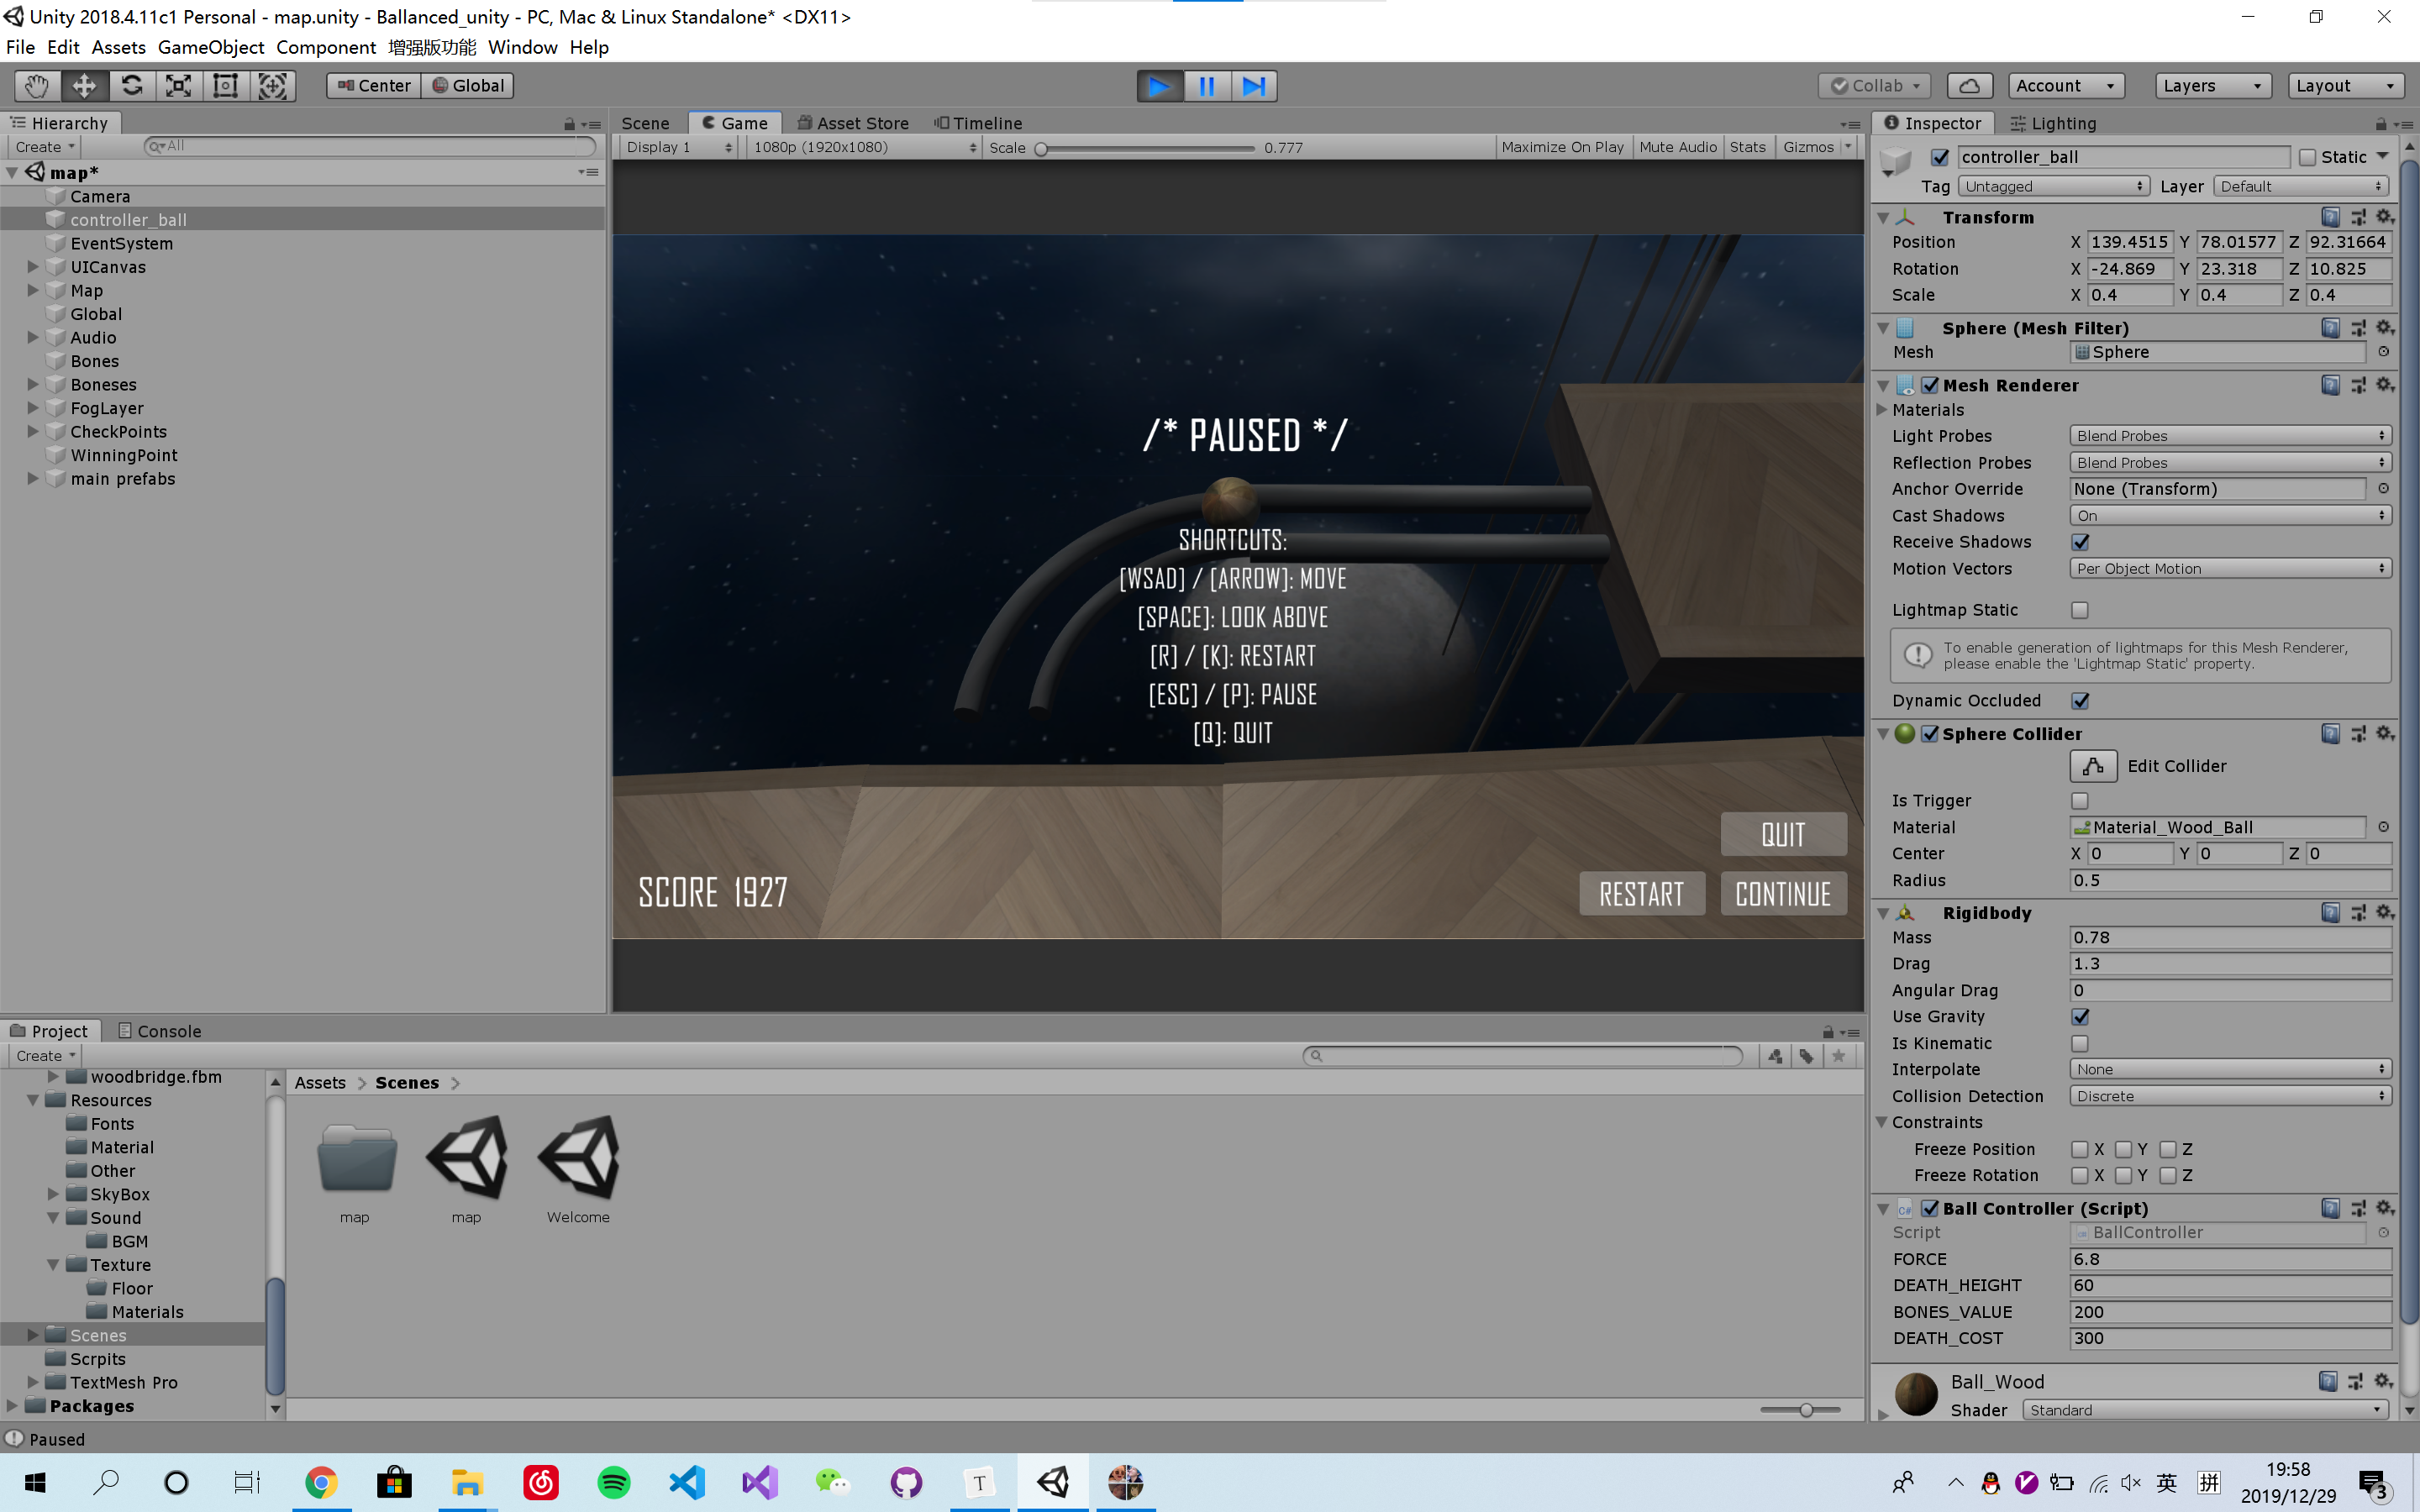 Unity 2018.4.11c1 Personal - map.unity - Ballanced_unity - PC, Mac & Linux Standalone* <DX11>
File Edit Assets GameObject Component 增强版功能 Window Help
Center Global Collab Account Layers Layout
Hierarchy
Create All
map*
Camera
controller_ball
EventSystem
UICanvas
Map
Global
Audio
Bones
Boneses
FogLayer
CheckPoints
WinningPoint
main prefabs
Scene Game Asset Store Timeline
Display 1 1080p (1920x1080) Scale 0.777 Maximize On Play Mute Audio Stats Gizmos
/* PAUSED */
SHORTCUTS:
[WSAD] / [ARROW]: MOVE
[SPACE]: LOOK ABOVE
[R] / [K]: RESTART
[ESC] / [P]: PAUSE
[Q]: QUIT
QUIT
SCORE 1927
RESTART CONTINUE
Inspector Lighting
controller_ball Static
Tag Untagged Layer Default
Transform
Position X 139.4515 Y 78.01577 Z 92.31664
Rotation X -24.869 Y 23.318 Z 10.825
Scale X 0.4 Y 0.4 Z 0.4
Sphere (Mesh Filter)
Mesh Sphere
Mesh Renderer
Materials
Light Probes Blend Probes
Reflection Probes Blend Probes
Anchor Override None (Transform)
Cast Shadows On
Receive Shadows
Motion Vectors Per Object Motion
Lightmap Static
To enable generation of lightmaps for this Mesh Renderer,
please enable the 'Lightmap Static' property.
Dynamic Occluded
Sphere Collider
Edit Collider
Is Trigger
Material Material_Wood_Ball
Center X 0 Y 0 Z 0
Radius 0.5
Rigidbody
Mass 0.78
Drag 1.3
Angular Drag 0
Use Gravity
Is Kinematic
Interpolate None
Collision Detection Discrete
Constraints
Freeze Position X Y Z
Freeze Rotation X Y Z
C# Ball Controller (Script)
Script BallController
FORCE 6.8
DEATH_HEIGHT 60
BONES_VALUE 200
DEATH_COST 300
Ball_Wood
Shader Standard
Project Console
Create
woodbridge.fbm
Resources
Fonts
Material
Other
SkyBox
Sound
BGM
Texture
Floor
Materials
Scenes
Scrpits
TextMesh Pro
Packages
Assets > Scenes >
map map Welcome
Paused
T
英 拼
19:58
2019/12/29
3